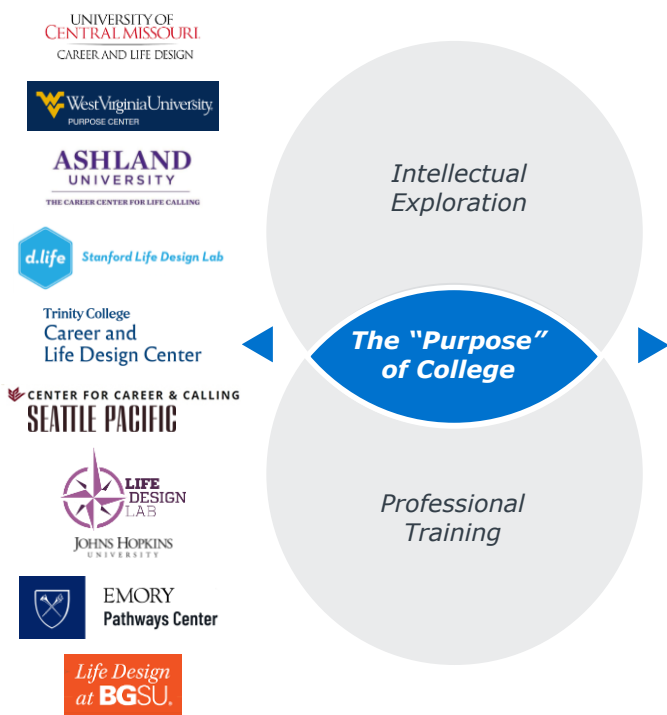 UNIVERSITY OF
CENTRAL MISSOURI.
CAREER AND LIFE DESIGN
WestVirginiaUniversity.
PURPOSE CENTER
ASHLAND
UNIVERSITY
THE CAREER CENTER FOR LIFE CALLING
d.life
Stanford Life Design Lab
Trinity College
Career and
Life Design Center
CENTER FOR CAREER & CALLING
SEATTLE PACIFIC
LIFE
DESIGN
LAB
JOHNS HOPKINS
UNIVERSITY
EMORY
Pathways Center
Life Design
at BGSU.
Intellectual
Exploration
The “Purpose”
of College
Professional
Training